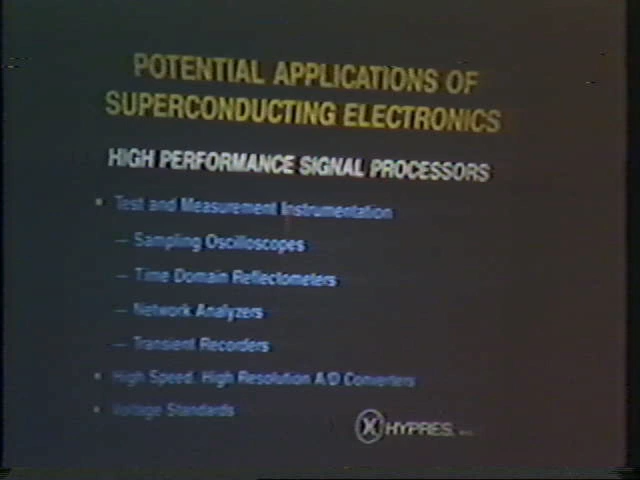 POTENTIAL APPLICATIONS OF
SUPERCONDUCTING ELECTRONICS
HIGH PERFORMANCE SIGNAL PROCESSORS
• Test and Measurement Instrumentation
— Sampling Oscilloscopes
— Time Domain Reflectometers
— Network Analyzers
— Transient Recorders
• High Speed, High Resolution A/D Converters
• Voltage Standards
X HYPRES,